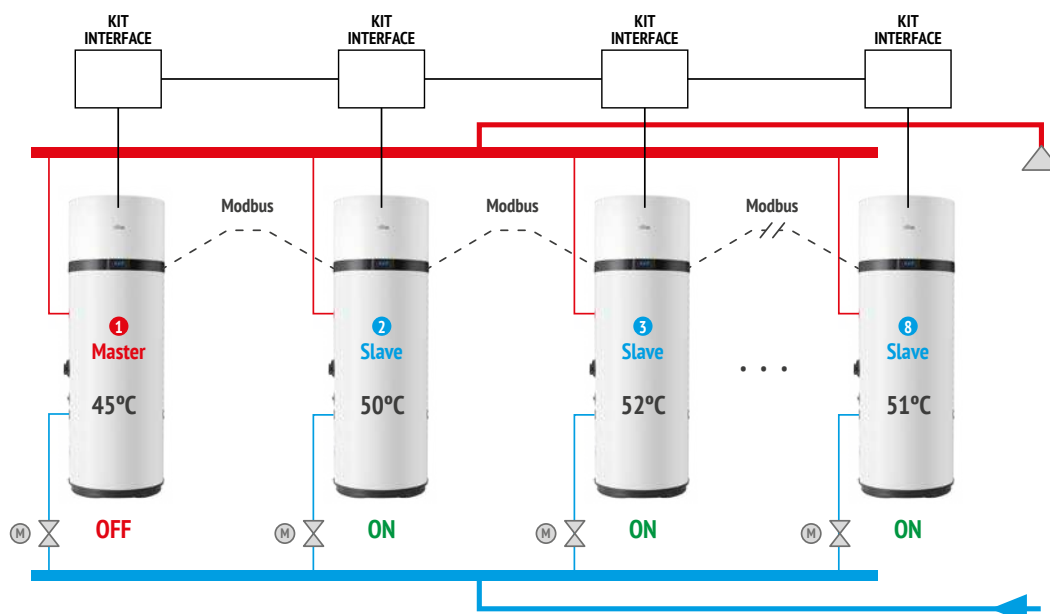 KIT
INTERFACE
KIT
INTERFACE
KIT
INTERFACE
KIT
INTERFACE
Modbus
Modbus
Modbus
1
Master
45ºC
2
Slave
50ºC
3
Slave
52ºC
• • •
8
Slave
51ºC
M
OFF
M
ON
M
ON
M
ON